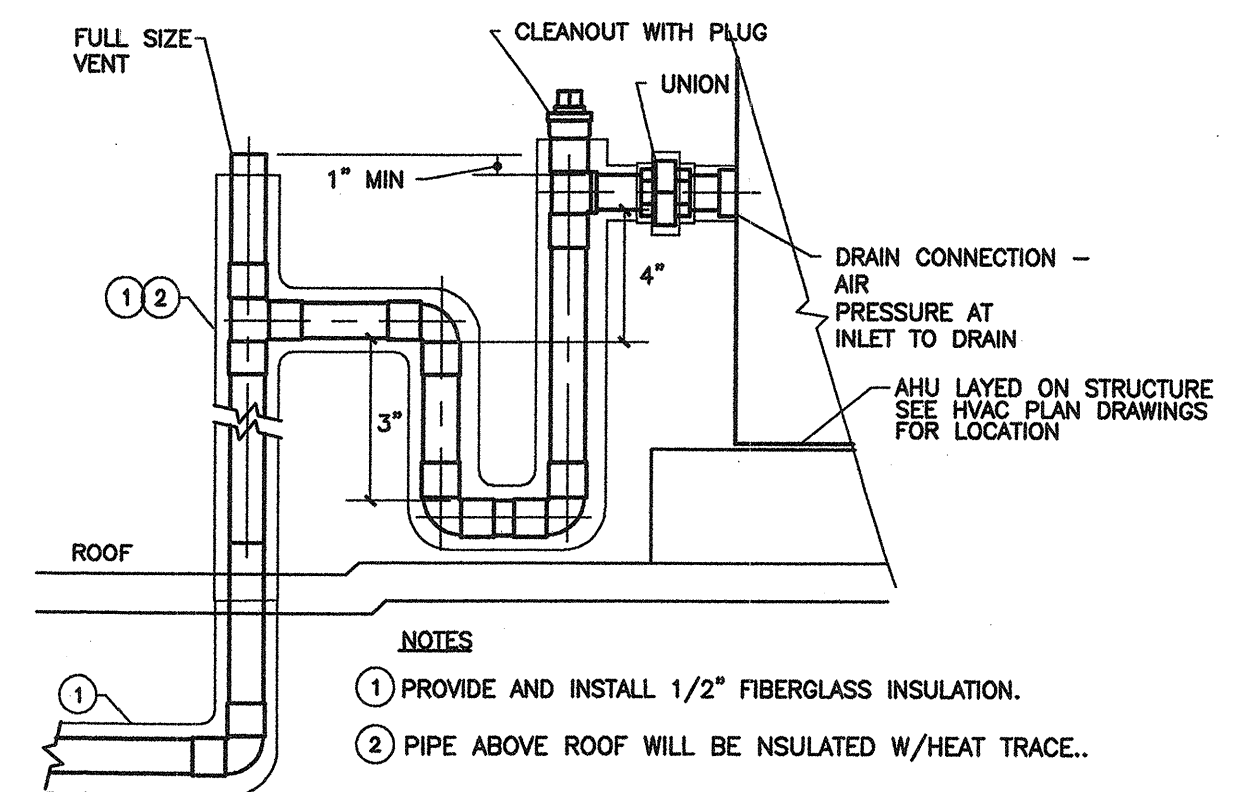 FULL SIZE
VENT
CLEANOUT WITH PLUG
UNION
1" MIN
4"
DRAIN CONNECTION –
AIR
PRESSURE AT
INLET TO DRAIN
1 2
3"
AHU LAYED ON STRUCTURE
SEE HVAC PLAN DRAWINGS
FOR LOCATION
ROOF
NOTES
1 PROVIDE AND INSTALL 1/2" FIBERGLASS INSULATION.
1
2 PIPE ABOVE ROOF WILL BE NSULATED W/HEAT TRACE..